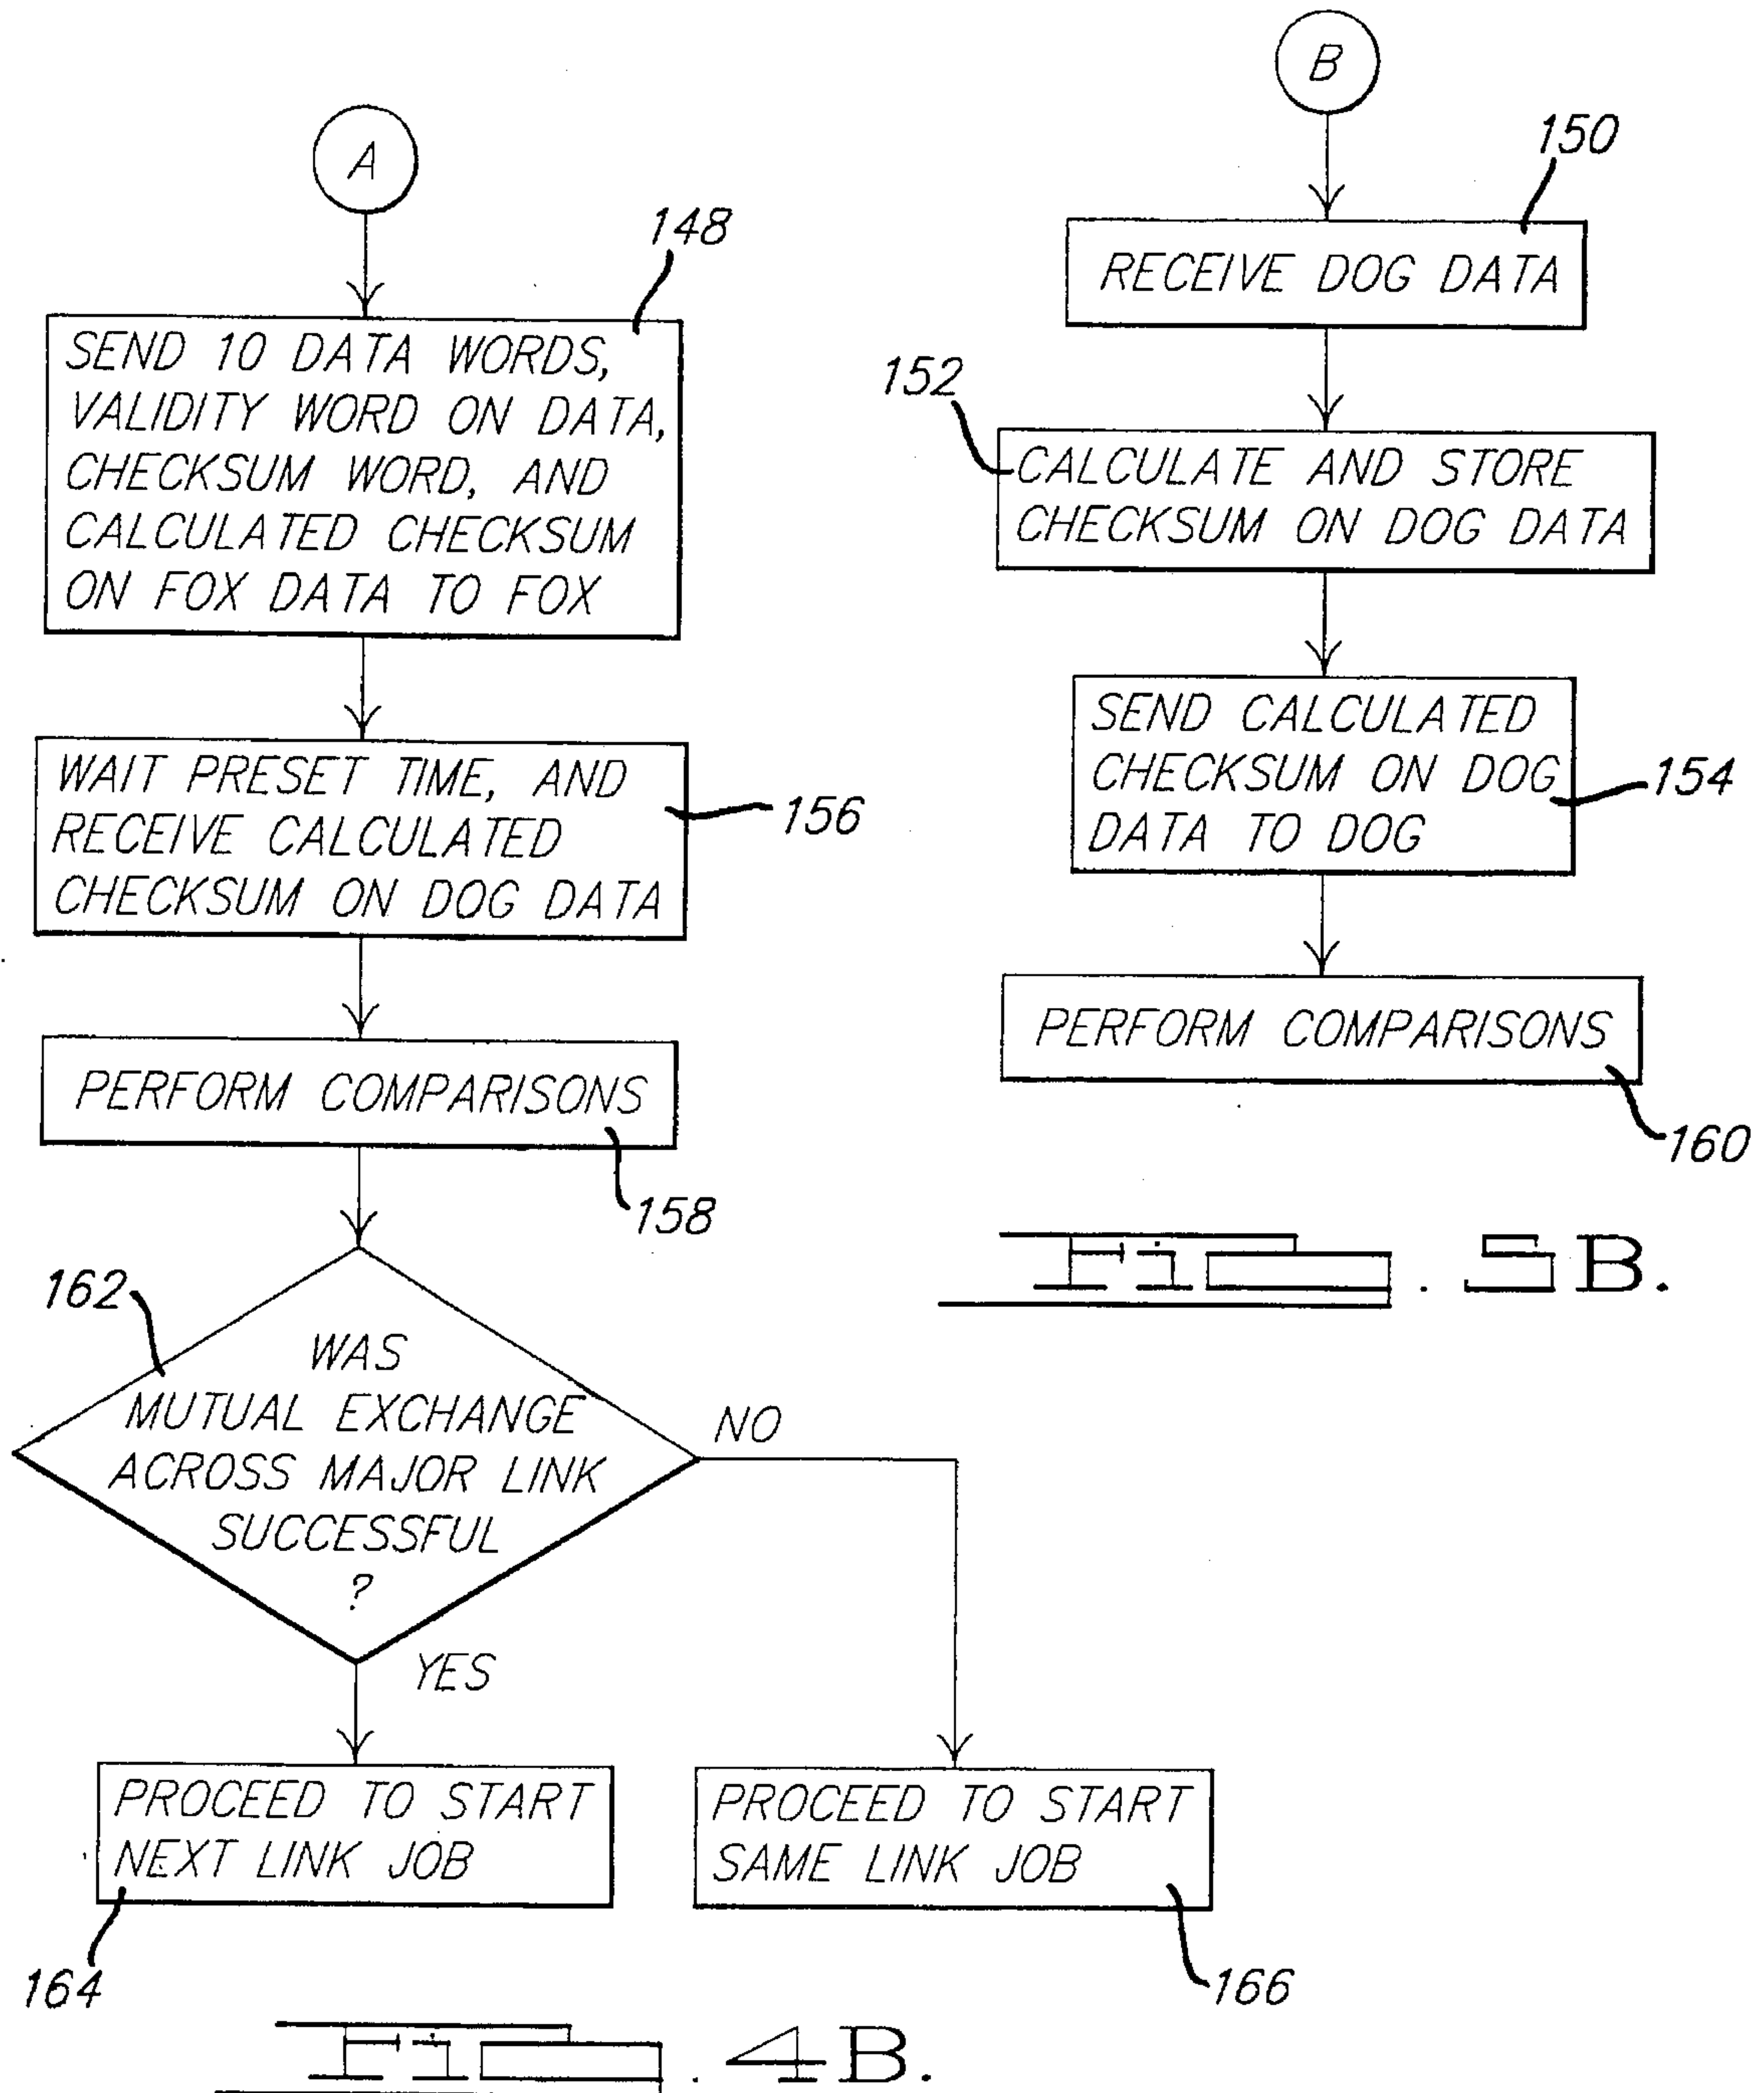 A
148
SEND 10 DATA WORDS,
VALIDITY WORD ON DATA,
CHECKSUM WORD, AND
CALCULATED CHECKSUM
ON FOX DATA TO FOX
WAIT PRESET TIME, AND
RECEIVE CALCULATED
CHECKSUM ON DOG DATA
156
PERFORM COMPARISONS
158
162
WAS
MUTUAL EXCHANGE
ACROSS MAJOR LINK
SUCCESSFUL
?
NO
YES
PROCEED TO START
NEXT LINK JOB
164
PROCEED TO START
SAME LINK JOB
166
FIG. 4B.
B
150
RECEIVE DOG DATA
152
CALCULATE AND STORE
CHECKSUM ON DOG DATA
SEND CALCULATED
CHECKSUM ON DOG
DATA TO DOG
154
PERFORM COMPARISONS
160
FIG. 5B.